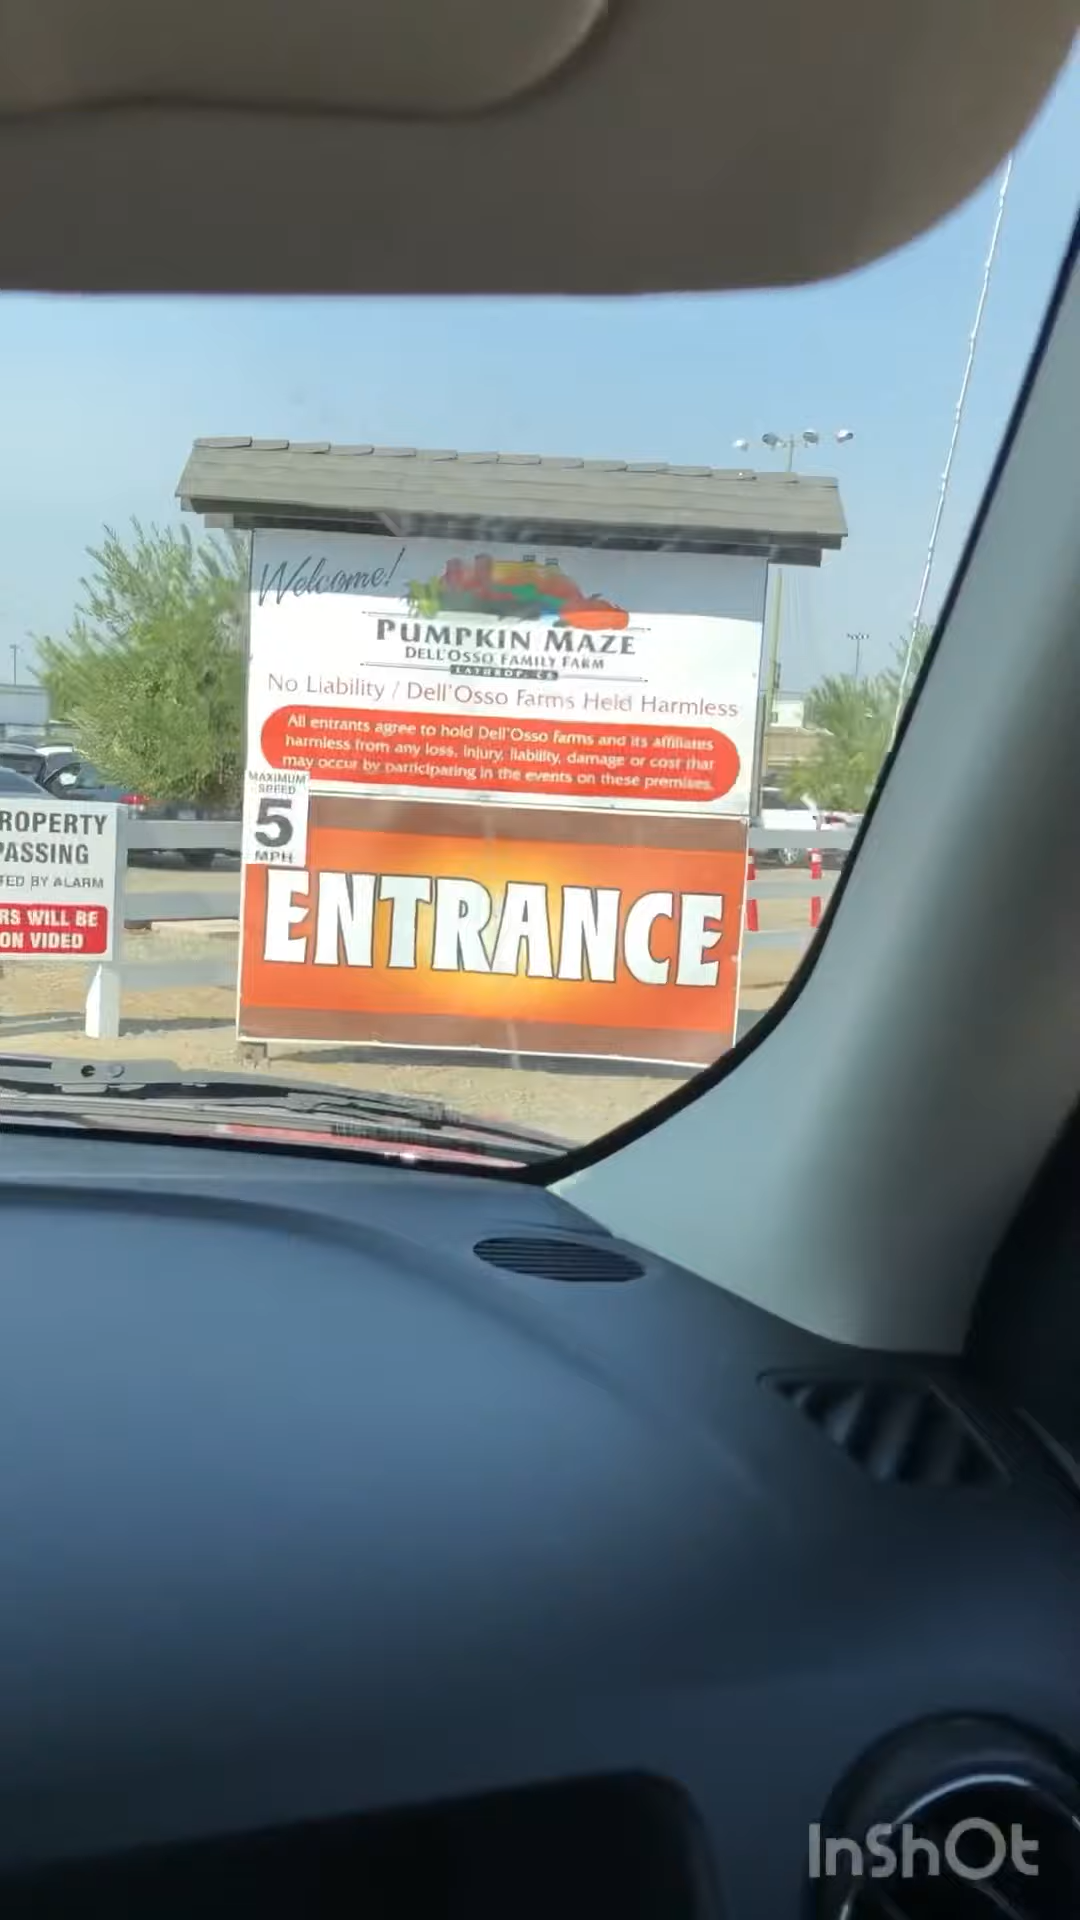 Welcome!
PUMPKIN MAZE
DELL'OSSO FAMILY FARM
LATHROP, CA
No Liability / Dell'Osso Farms Held Harmless
All entrants agree to hold Dell'Osso Farms and its affiliates
harmless from any loss, injury, liability, damage or cost that
may occur by participating in the events on these premises.
MAXIMUM
SPEED
5
MPH
ENTRANCE
ROPERTY
PASSING
TED BY ALARM
RS WILL BE
ON VIDEO
InShOt